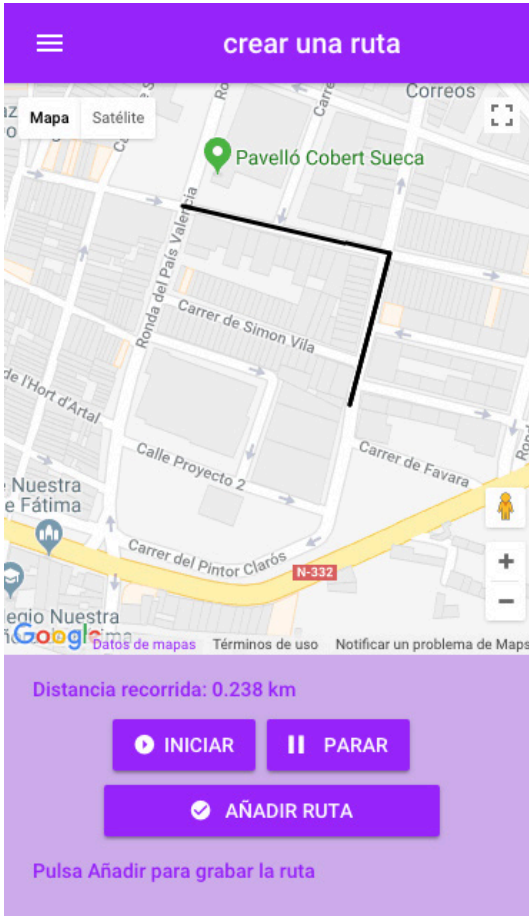 crear una ruta
Mapa
Satélite
Correos
Pavelló Cobert Sueca
Ronda del País Valencia
Carrer de Simon Vila
de l'Hort d'Artal
Calle Proyecto 2
Carrer de Favara
Nuestra
e Fátima
Carrer del Pintor Clarós
N-332
egio Nuestra
Google
Datos de mapas
Términos de uso
Notificar un problema de Maps
Distancia recorrida: 0.238 km
INICIAR
PARAR
AÑADIR RUTA
Pulsa Añadir para grabar la ruta